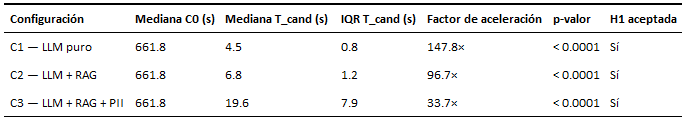 Configuración Mediana C0 (s) Mediana T_cand (s) IQR T_cand (s) Factor de aceleración p-valor H1 aceptada
C1 — LLM puro 661.8 4.5 0.8 147.8× < 0.0001 Sí
C2 — LLM + RAG 661.8 6.8 1.2 96.7× < 0.0001 Sí
C3 — LLM + RAG + PII 661.8 19.6 7.9 33.7× < 0.0001 Sí